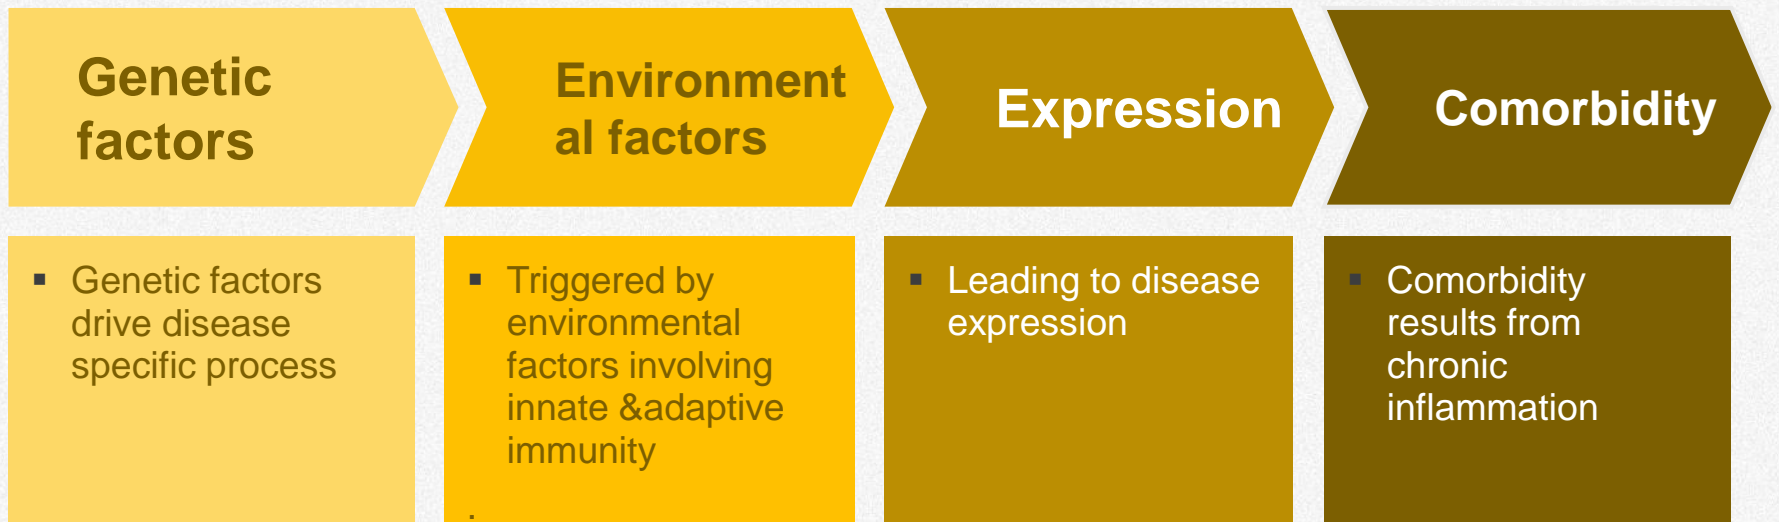 Genetic
factors
Environment
al factors
Expression
Comorbidity
▪ Genetic factors
drive disease
specific process
▪ Triggered by
environmental
factors involving
innate &adaptive
immunity
.
▪ Leading to disease
expression
▪ Comorbidity
results from
chronic
inflammation